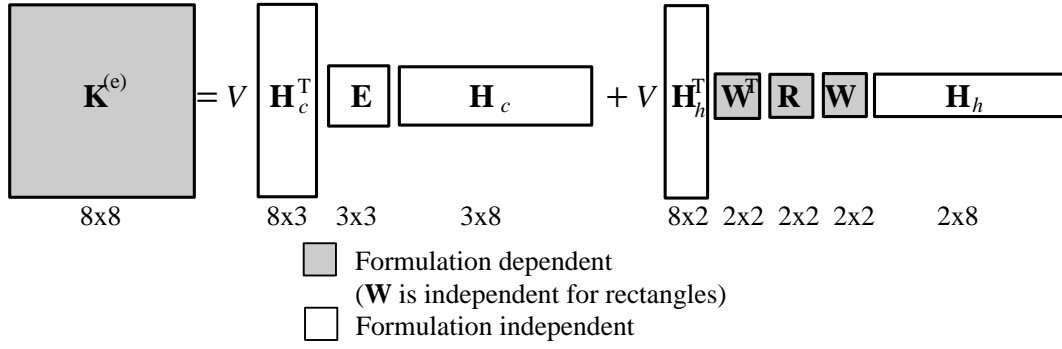 K(e) = V H_c^T E H_c + V H_h^T W^T R W H_h
8x8 8x3 3x3 3x8 8x2 2x2 2x2 2x2 2x8
Formulation dependent
(W is independent for rectangles)
Formulation independent